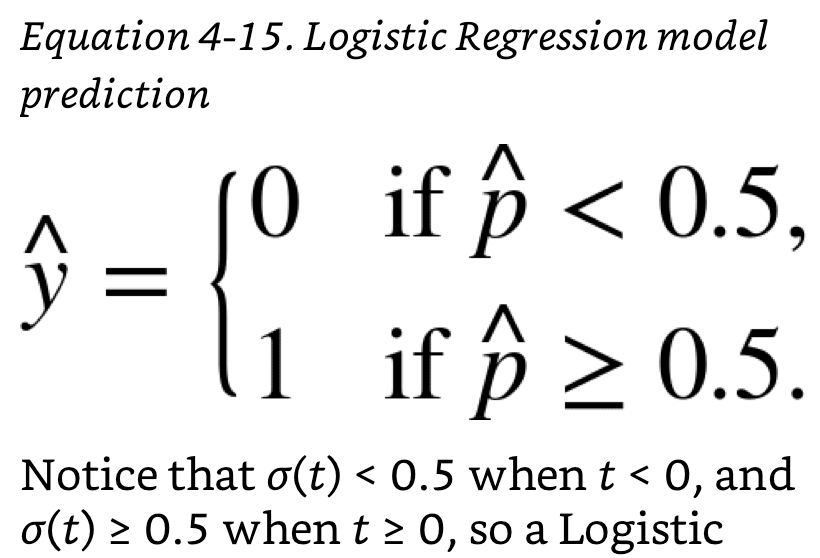 Equation 4-15. Logistic Regression model
prediction
ŷ = { 0 if p̂ < 0.5,
1 if p̂ ≥ 0.5.
Notice that σ(t) < 0.5 when t < 0, and
σ(t) ≥ 0.5 when t ≥ 0, so a Logistic